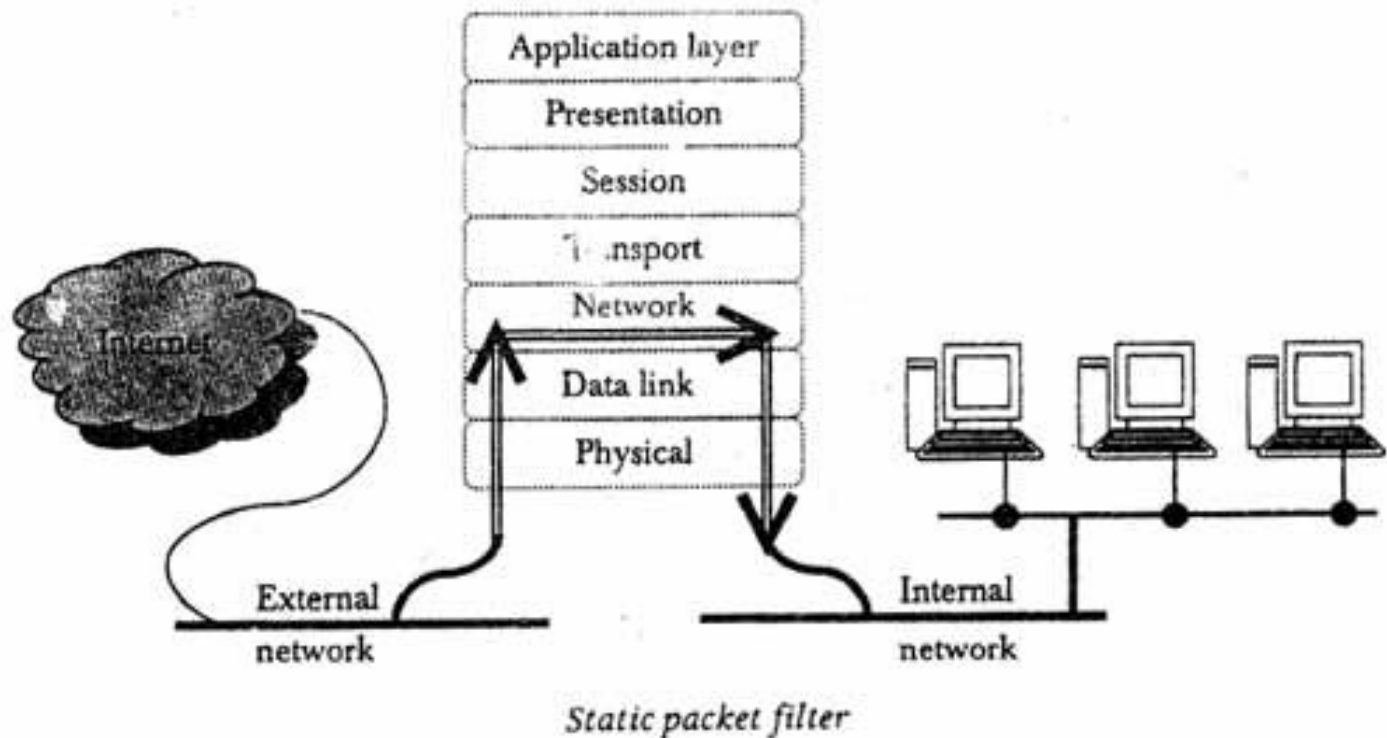 Application layer
Presentation
Session
Network
Internet
Data link
Physical
External
network
Internal
network
Static packet filter